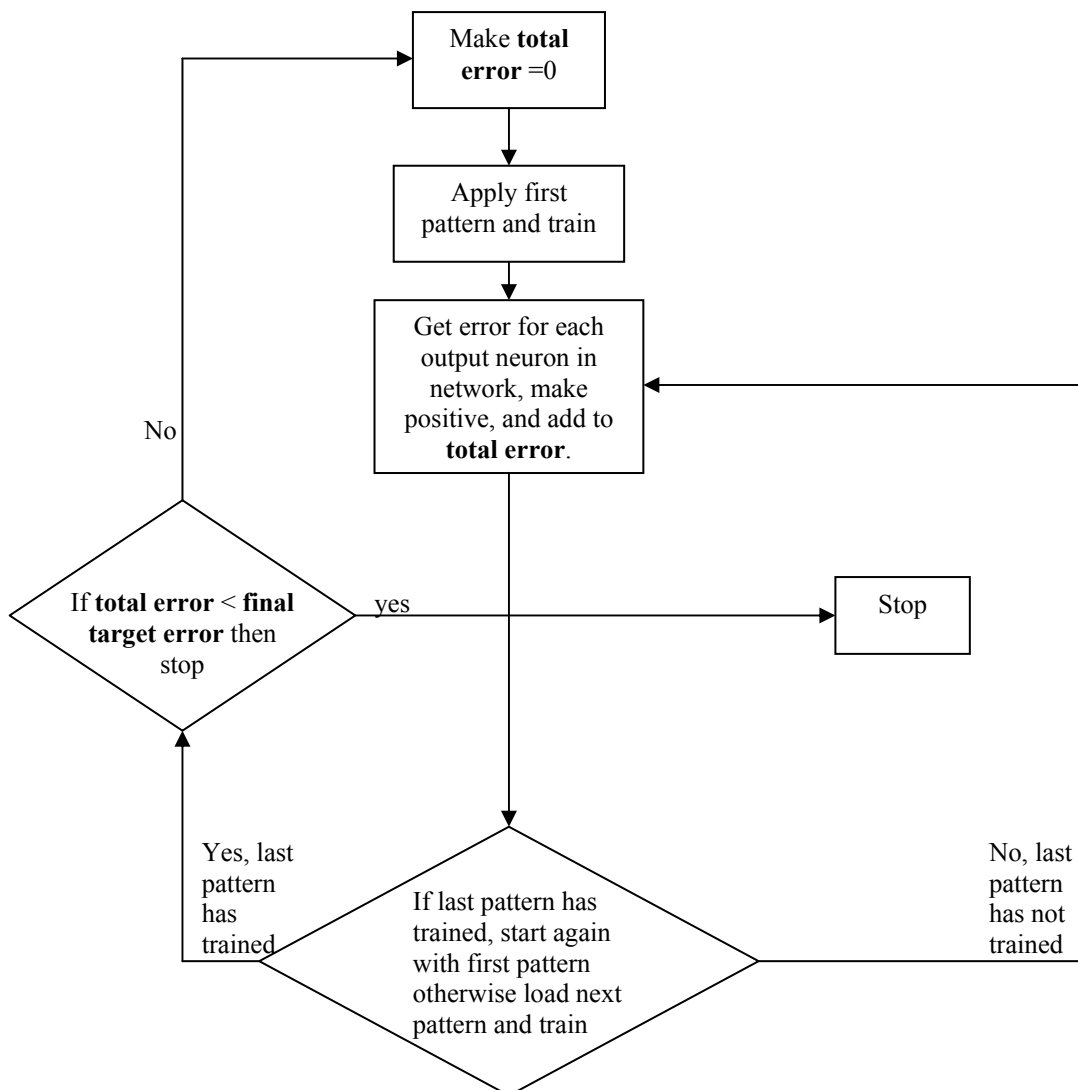 Make total
error =0
Apply first
pattern and train
Get error for each
output neuron in
network, make
positive, and add to
total error.
No
If total error < final
target error then
stop
yes
Stop
Yes, last
pattern
has
trained
If last pattern has
trained, start again
with first pattern
otherwise load next
pattern and train
No, last
pattern
has not
trained